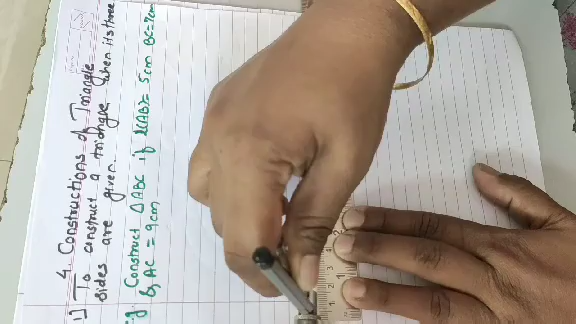 4. Constructions of Triangle
1) To construct a triangle when its three
sides are given.
e.g. Construct △ABC if l(AB)= 5cm BC=7cm
& AC = 9cm